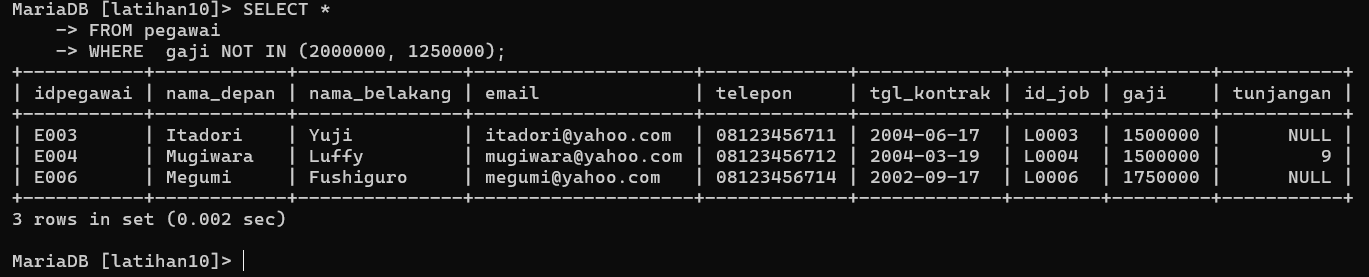 MariaDB [latihan10]> SELECT *
    -> FROM pegawai
    -> WHERE  gaji NOT IN (2000000, 1250000);
+-----------+------------+---------------+--------------------+-------------+-------------+--------+---------+-----------+
| idpegawai | nama_depan | nama_belakang | email              | telepon     | tgl_kontrak | id_job | gaji    | tunjangan |
+-----------+------------+---------------+--------------------+-------------+-------------+--------+---------+-----------+
| E003      | Itadori    | Yuji          | itadori@yahoo.com  | 08123456711 | 2004-06-17  | L0003  | 1500000 |      NULL |
| E004      | Mugiwara   | Luffy         | mugiwara@yahoo.com | 08123456712 | 2004-03-19  | L0004  | 1500000 |         9 |
| E006      | Megumi     | Fushiguro     | megumi@yahoo.com   | 08123456714 | 2002-09-17  | L0006  | 1750000 |      NULL |
+-----------+------------+---------------+--------------------+-------------+-------------+--------+---------+-----------+
3 rows in set (0.002 sec)
MariaDB [latihan10]>